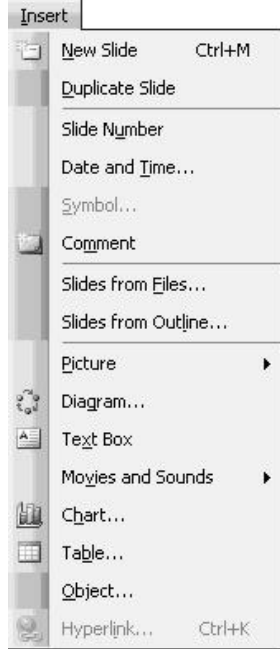 Insert
New Slide Ctrl+M
Duplicate Slide
Slide Number
Date and Time...
Symbol...
Comment
Slides from Files...
Slides from Outline...
Picture
Diagram...
Text Box
Movies and Sounds
Chart...
Table...
Object...
Hyperlink... Ctrl+K